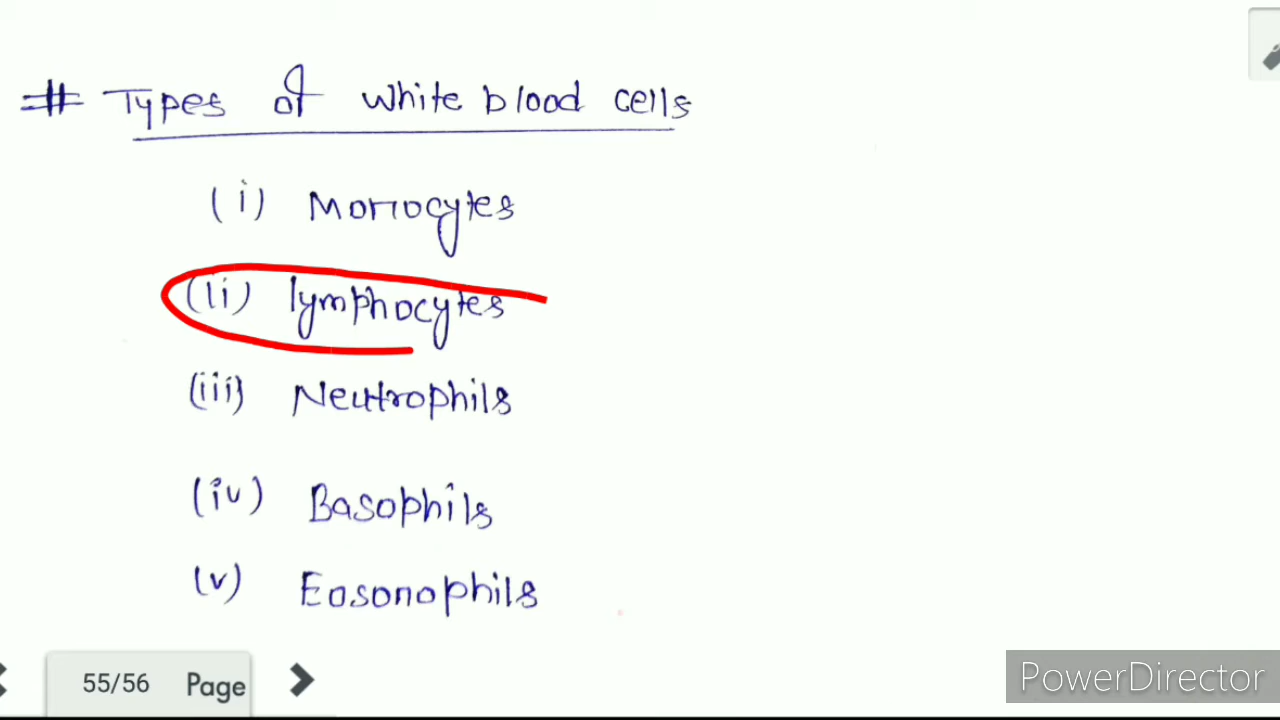 # Types of white blood cells
(i) Monocytes
(ii) lymphocytes
(iii) Neutrophils
(iv) Basophils
(v) Eosonophils
55/56 Page
PowerDirector